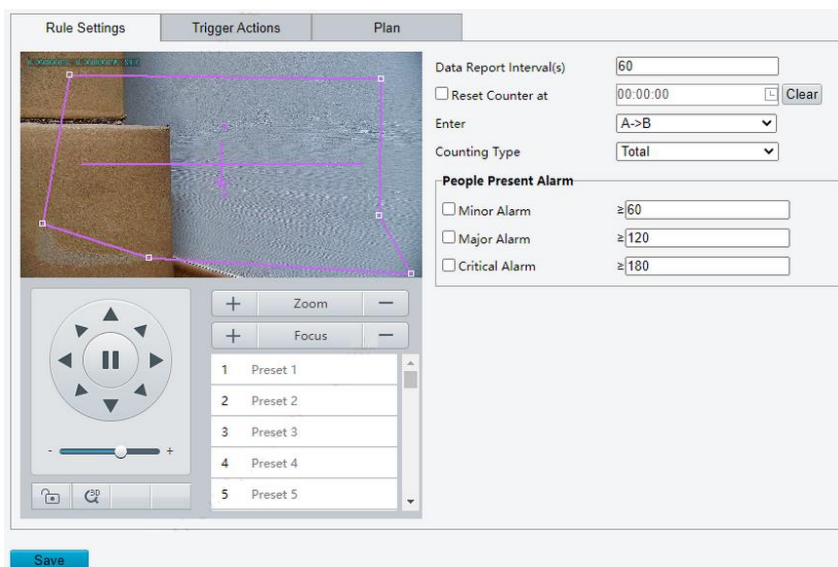 Rule Settings
Trigger Actions
Plan
Data Report Interval(s)
60
Reset Counter at
00:00:00
Clear
Enter
A->B
Counting Type
Total
People Present Alarm
Minor Alarm
≥
60
Major Alarm
≥
120
Critical Alarm
≥
180
+
Zoom
—
+
Focus
—
1 Preset 1
2 Preset 2
3 Preset 3
4 Preset 4
5 Preset 5
-
+
3D
Save